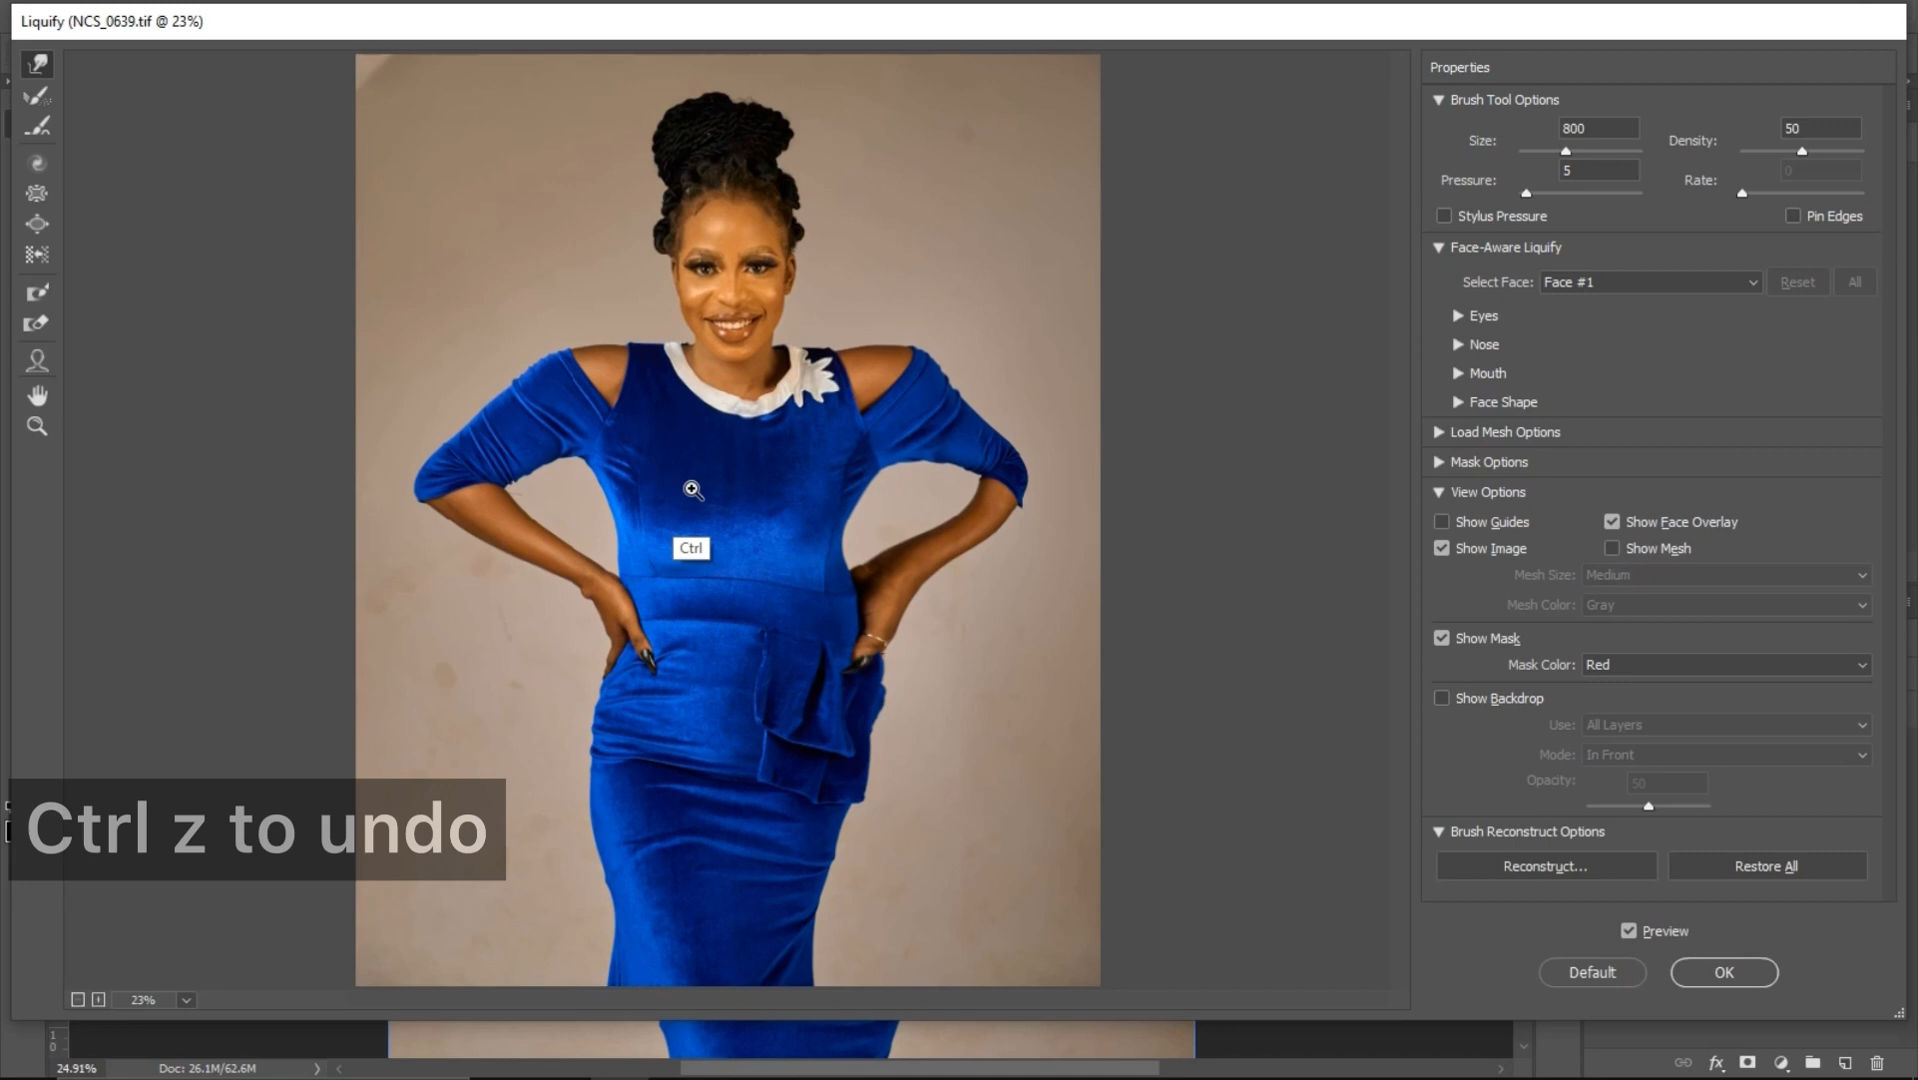 Liquify (NCS_0639.tif @ 23%)
Properties
Brush Tool Options
Size: 800 Density: 50
Pressure: 5 Rate: 0
Stylus Pressure Pin Edges
Face-Aware Liquify
Select Face: Face #1 Reset All
Eyes
Nose
Mouth
Face Shape
Load Mesh Options
Mask Options
View Options
Show Guides Show Face Overlay
Show Image Show Mesh
Mesh Size: Medium
Mesh Color: Gray
Show Mask
Mask Color: Red
Show Backdrop
Use: All Layers
Mode: In Front
Opacity: 50
Brush Reconstruct Options
Reconstruct... Restore All
Preview
Default OK
Ctrl
Ctrl z to undo
23%
1
0
24.91% Doc: 26.1M/62.6M
fx